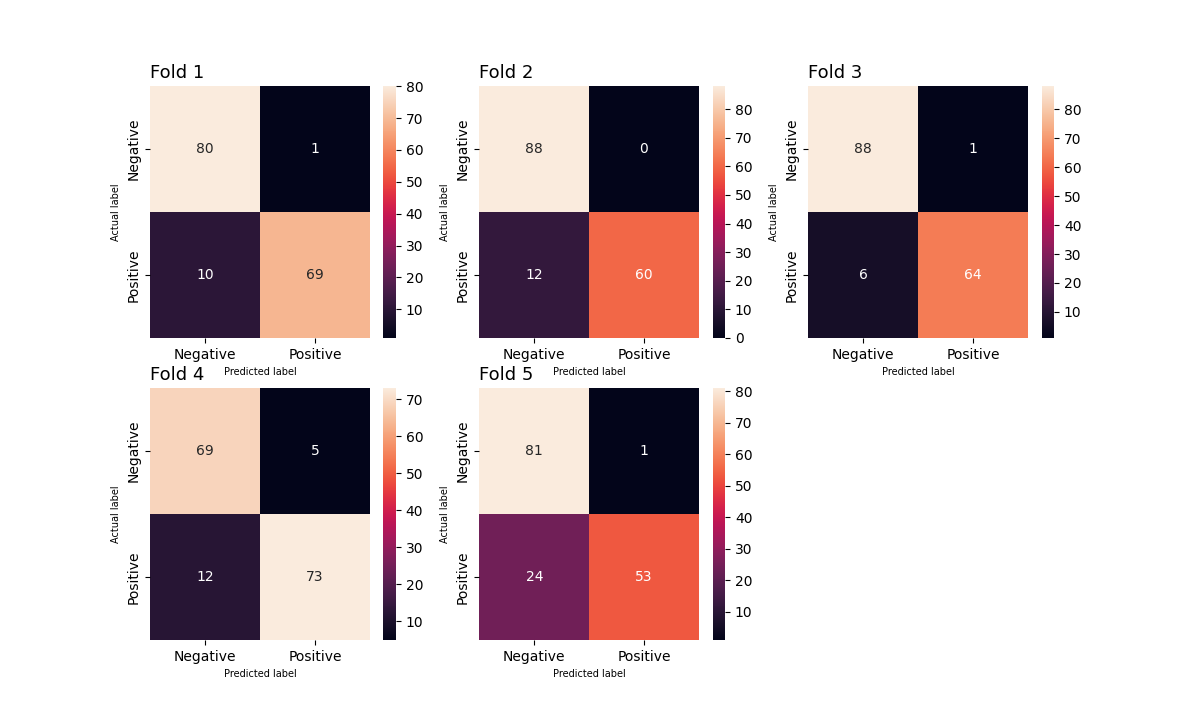 Fold 1
Negative
Positive
Actual label
80 1
10 69
Negative Positive
Predicted label
80
70
60
50
40
30
20
10
Fold 2
Negative
Positive
Actual label
88 0
12 60
Negative Positive
Predicted label
80
70
60
50
40
30
20
10
0
Fold 3
Negative
Positive
Actual label
88 1
6 64
Negative Positive
Predicted label
80
70
60
50
40
30
20
10
Fold 4
Negative
Positive
Actual label
69 5
12 73
Negative Positive
Predicted label
70
60
50
40
30
20
10
Fold 5
Negative
Positive
Actual label
81 1
24 53
Negative Positive
Predicted label
80
70
60
50
40
30
20
10